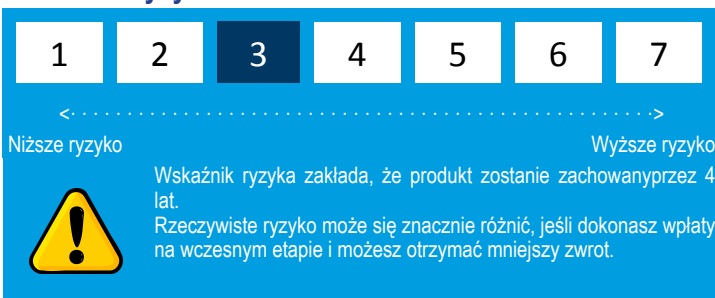 1 2 3 4 5 6 7
<· · · · · · · · · · · · · · · · · · · · · · · · · · · · · · · · · · · · · · · · · · · · · · · · · · · · · · · · · ·>
Niższe ryzyko Wyższe ryzyko
Wskaźnik ryzyka zakłada, że produkt zostanie zachowanyprzez 4
lat.
Rzeczywiste ryzyko może się znacznie różnić, jeśli dokonasz wpłaty
na wczesnym etapie i możesz otrzymać mniejszy zwrot.